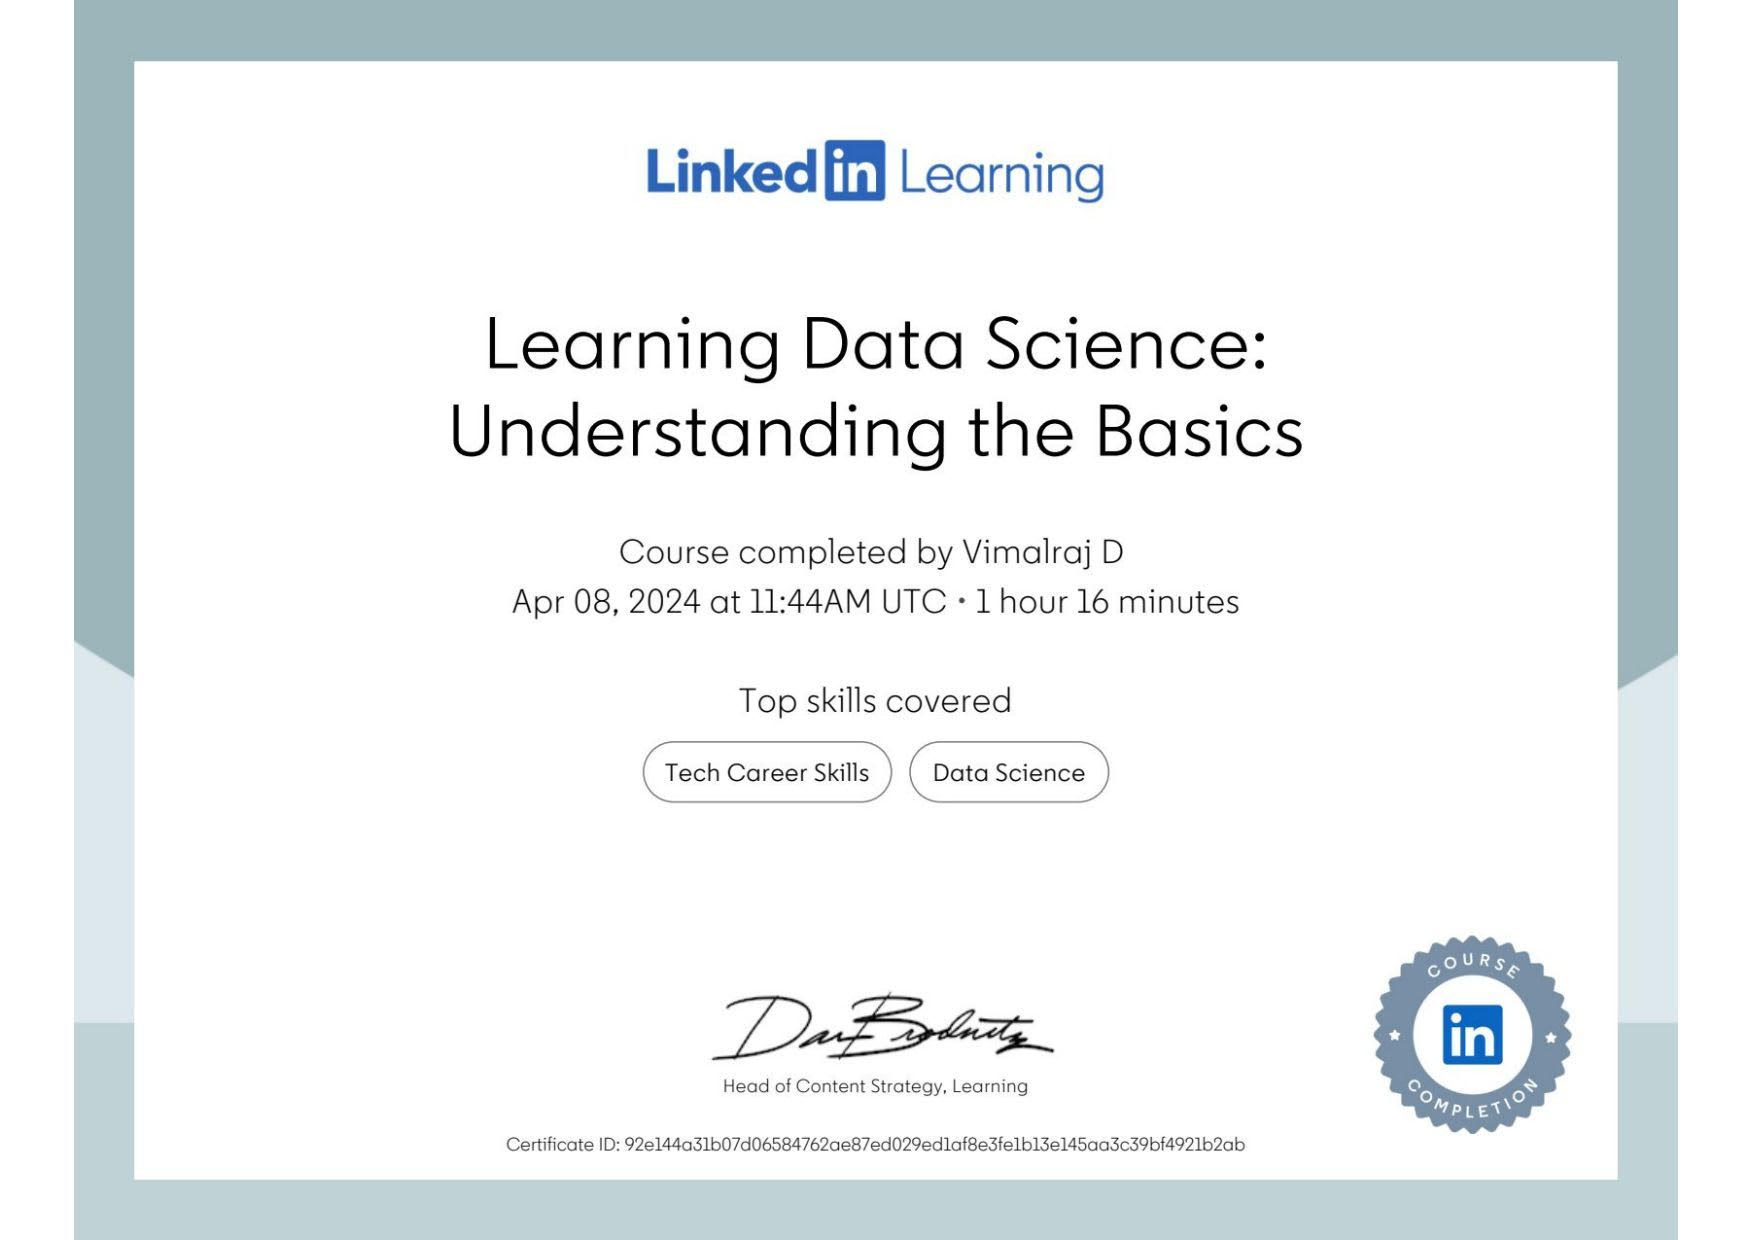 Linkedin Learning
Learning Data Science:
Understanding the Basics
Course completed by Vimalraj D
Apr 08, 2024 at 11:44AM UTC • 1 hour 16 minutes
Top skills covered
Tech Career Skills
Data Science
COURSE
in
COMPLETION
Dan Brodnitz
Head of Content Strategy, Learning
Certificate ID: 92e144a31b07d06584762ae87ed029ed1af8e3fe1b13e145aa3c39bf4921b2ab